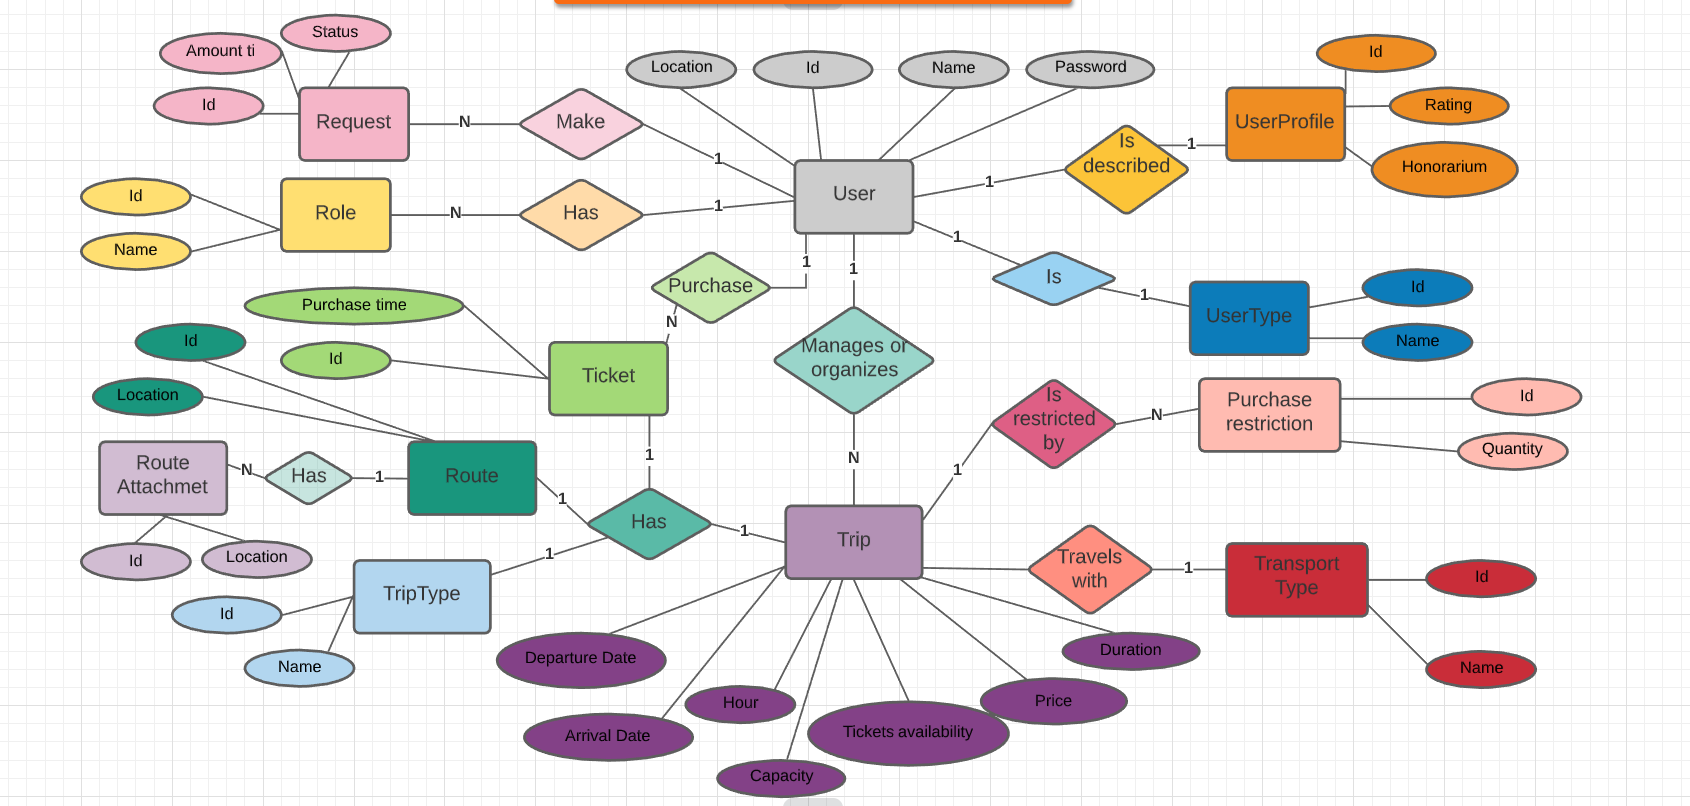 Status
Amount ti
Id
Request
N
Make
1
Location
Id
Name
Password
Id
Rating
Honorarium
UserProfile
1
Is
described
1
User
Id
Name
Role
N
Has
1
1
Is
1
UserType
Id
Name
Purchase
1
N
1
Manages or
organizes
N
Purchase time
Id
Ticket
1
Id
Location
Route
Attachmet
N
Has
1
Route
1
Has
1
1
Id
Location
TripType
Id
Name
Is
restricted
by
N
1
Purchase
restriction
Id
Quantity
Trip
Travels
with
1
Transport
Type
Id
Name
Departure Date
Arrival Date
Hour
Capacity
Tickets availability
Price
Duration